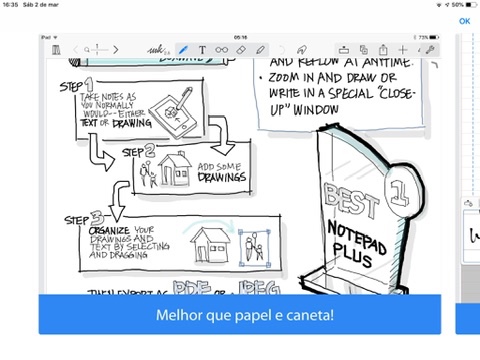 16:35 Sáb 2 de mar
50%
OK
iPad
05:16
73%
T
AND REFLOW AT ANYTIME.
• ZOOM IN AND DRAW OR
WRITE IN A SPECIAL "CLOSE-
UP" WINDOW
STEP 1
TAKE NOTES AS
YOU NORMALLY
WOULD--EITHER
TEXT OR DRAWING
STEP 2
ADD SOME
DRAWINGS
STEP 3
ORGANIZE YOUR
DRAWINGS AND
TEXT BY SELECTING
AND DRAGGING
1
BEST
NOTEPAD
PLUS
THEN EXPORT AS PDF OR JPEG
Melhor que papel e caneta!